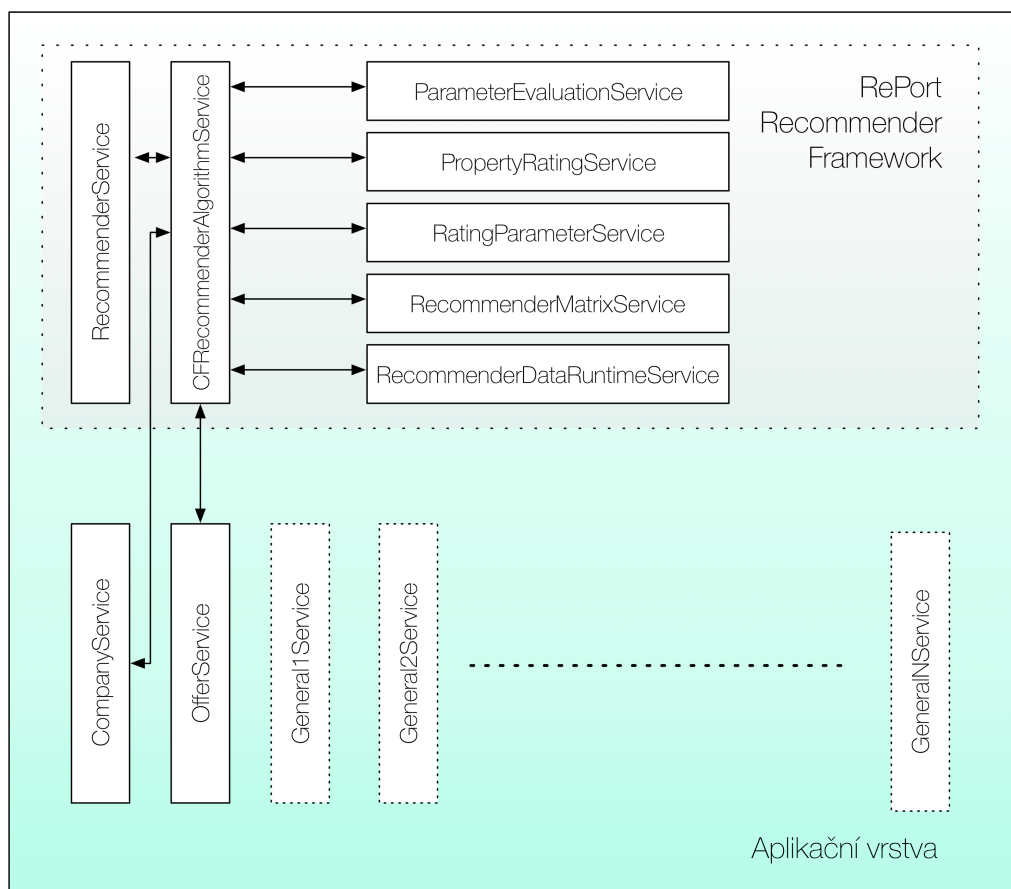 RecommenderService
CFRecommenderAlgorithmService
ParameterEvaluationService
PropertyRatingService
RatingParameterService
RecommenderMatrixService
RecommenderDataRuntimeService
RePort
Recommender
Framework
CompanyService
OfferService
General1Service
General2Service
GeneralNService
Aplikační vrstva